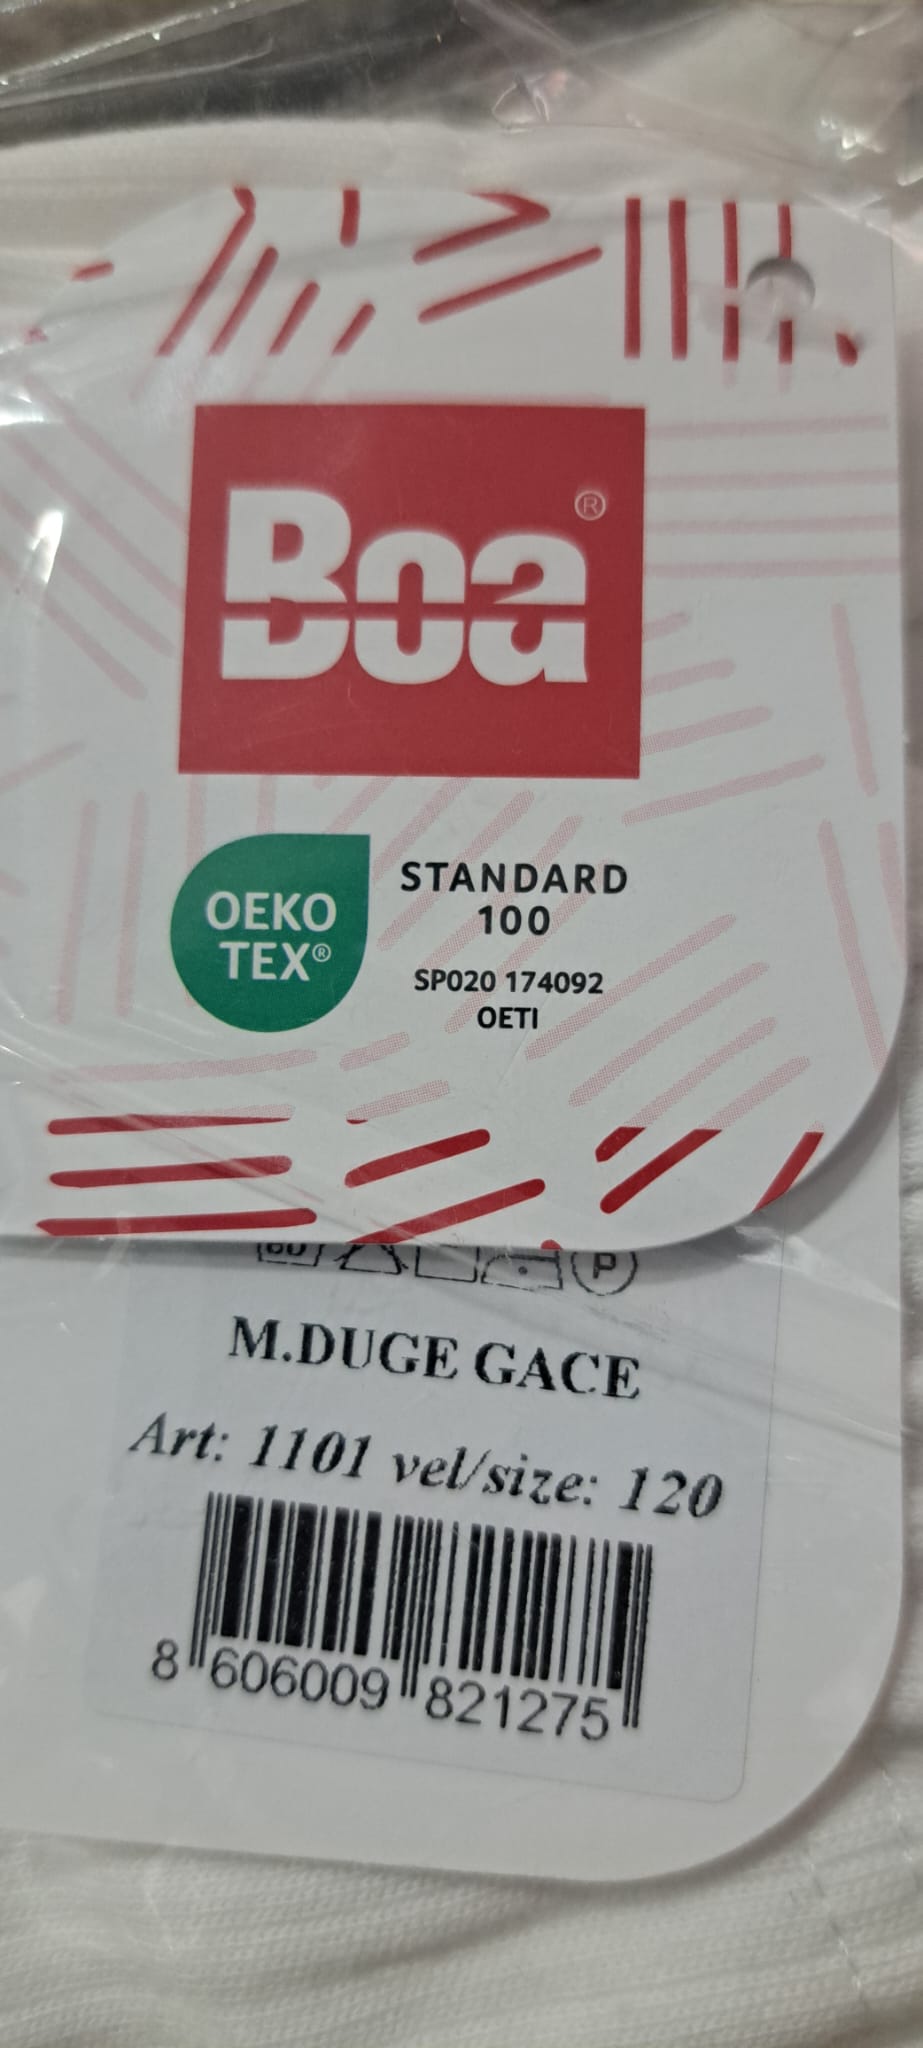 Boa®
OEKO
TEX®
STANDARD
100
SP020 174092
OETI
P
M.DUGE GACE
Art: 1101 vel/size: 120
8 606009 821275